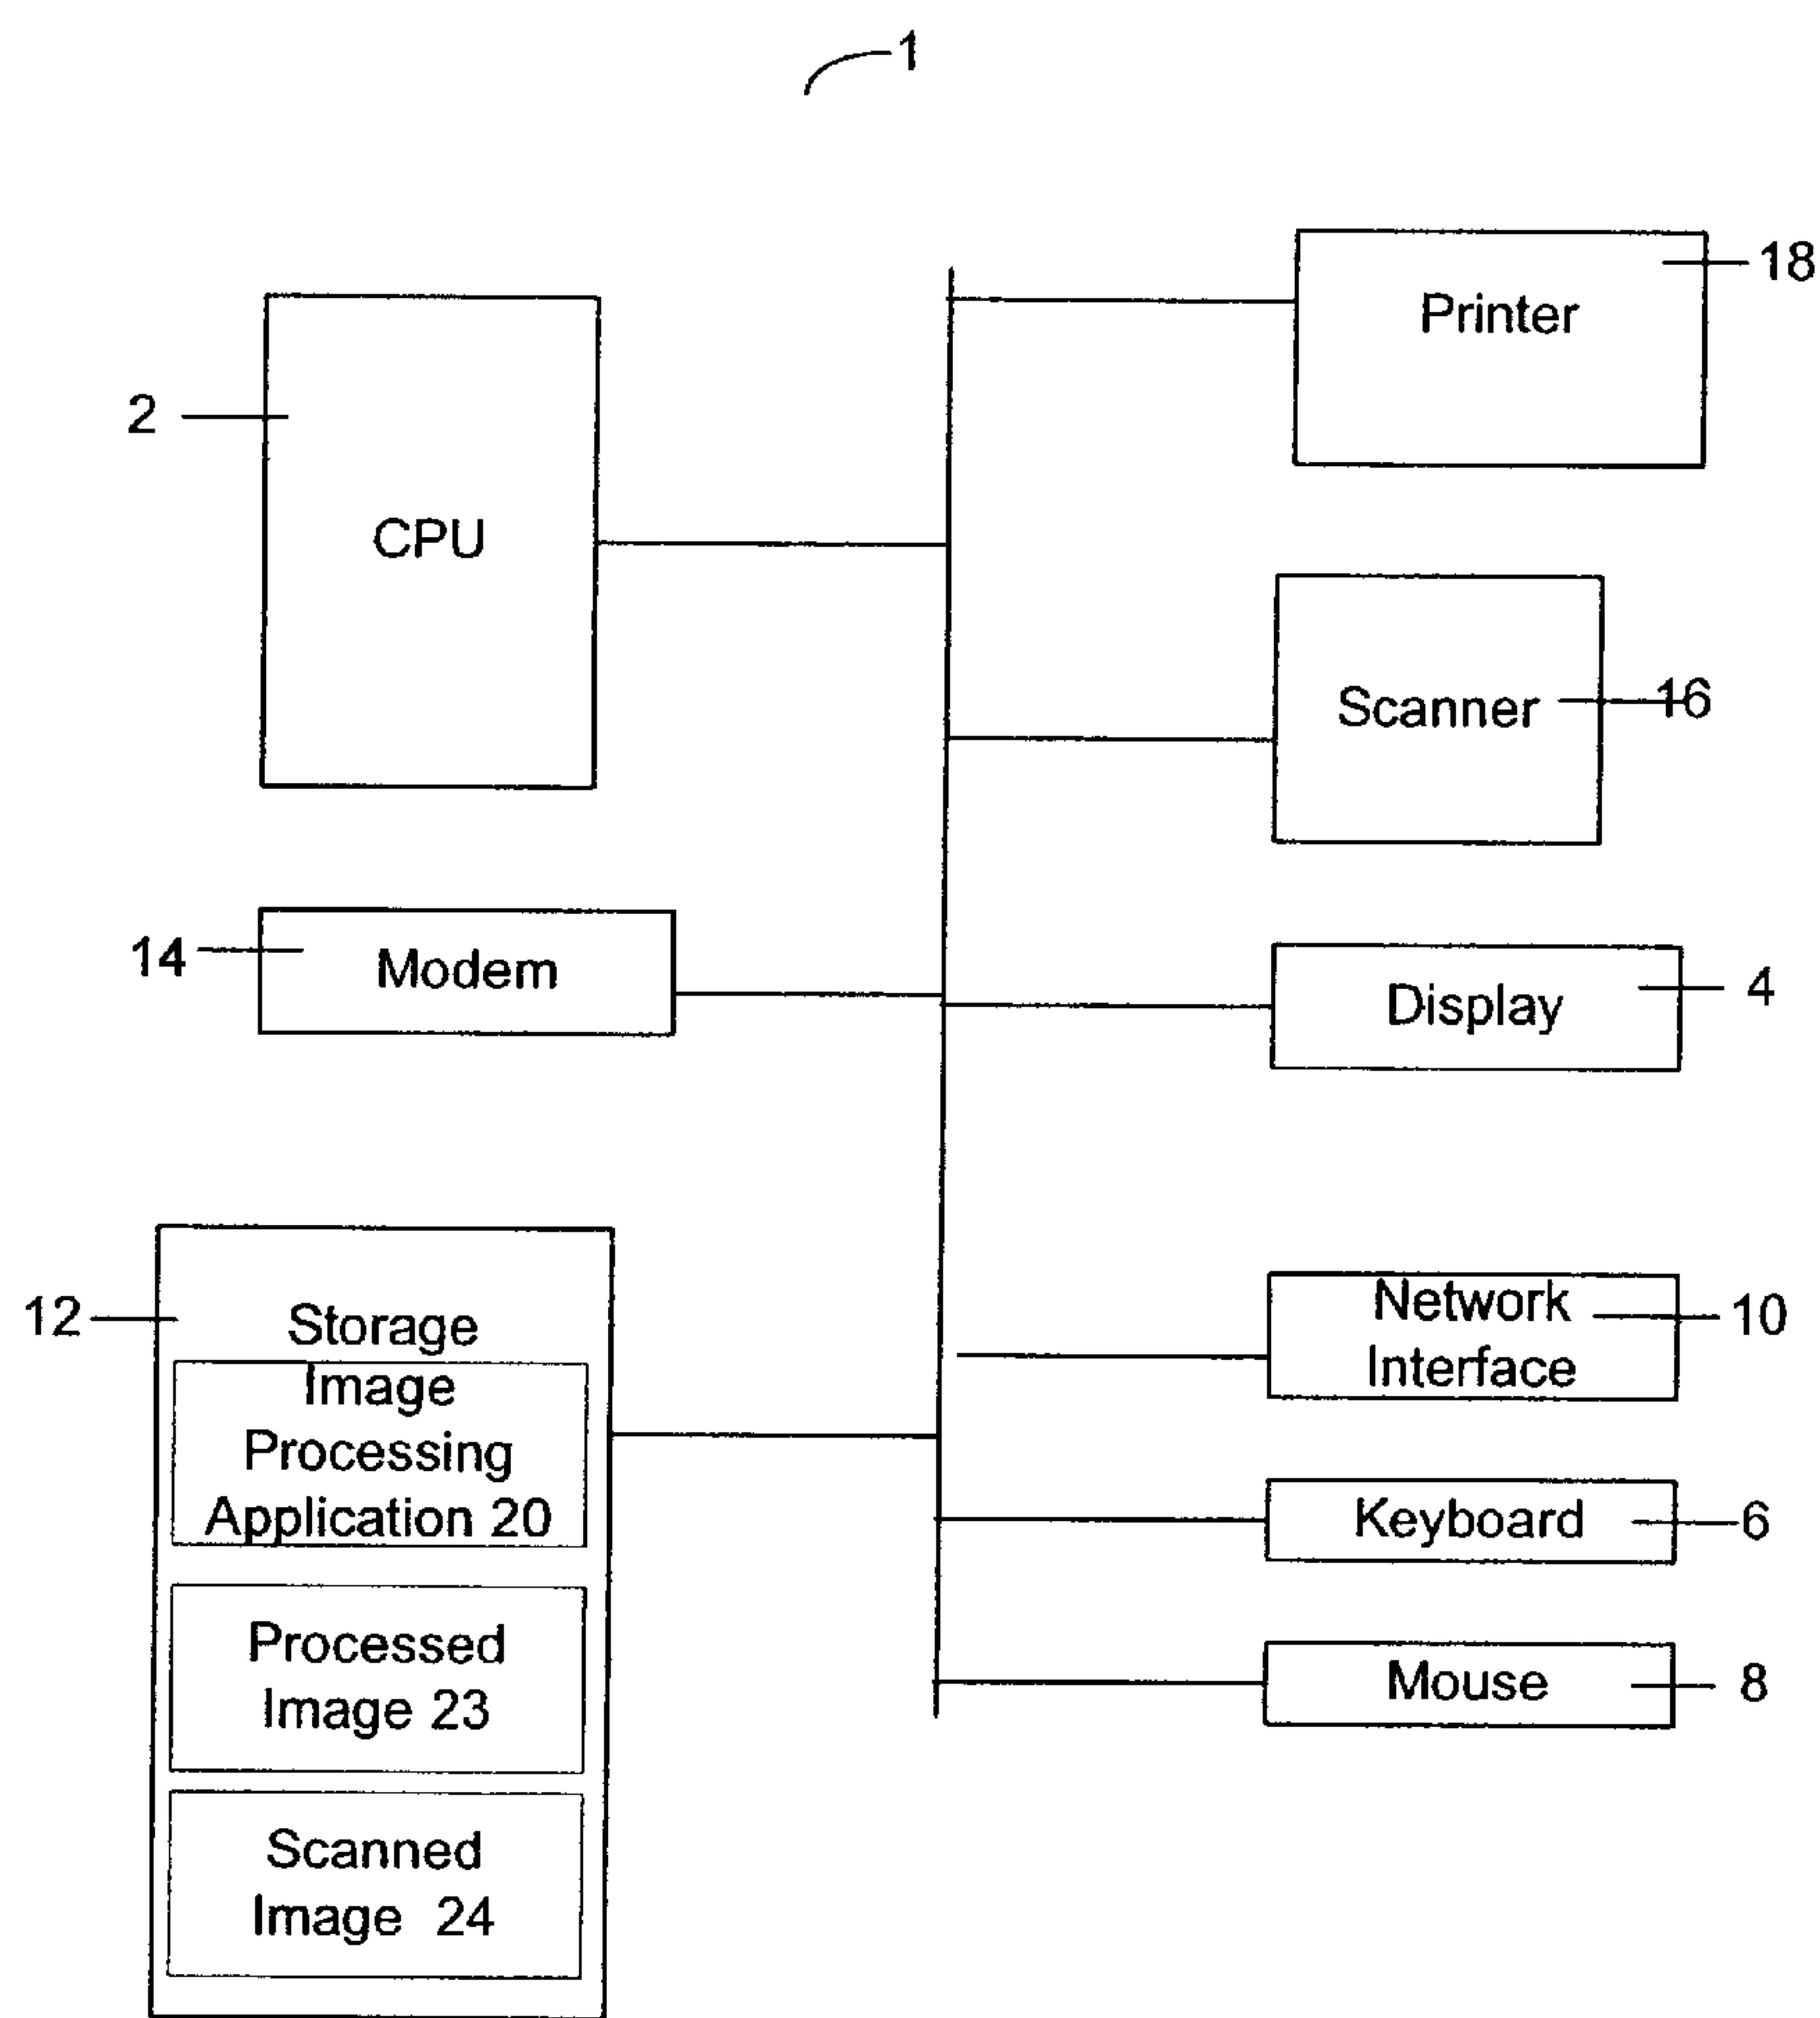 1
18
Printer
2
CPU
Scanner
16
14
Modem
Display
4
12
Storage
Image
Processing
Application 20
Processed
Image 23
Scanned
Image 24
Network
Interface
10
Keyboard
6
Mouse
8